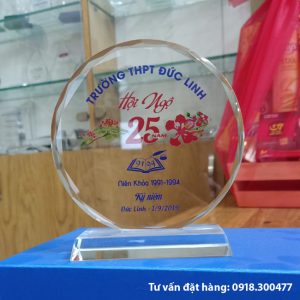 TRƯỜNG THPT ĐỨC LINH
Hội Ngộ
25 NĂM
Niên Khóa 1991-1994
Kỷ niệm
Đức Linh - 1/9/2019
Tư vấn đặt hàng: 0918.300477